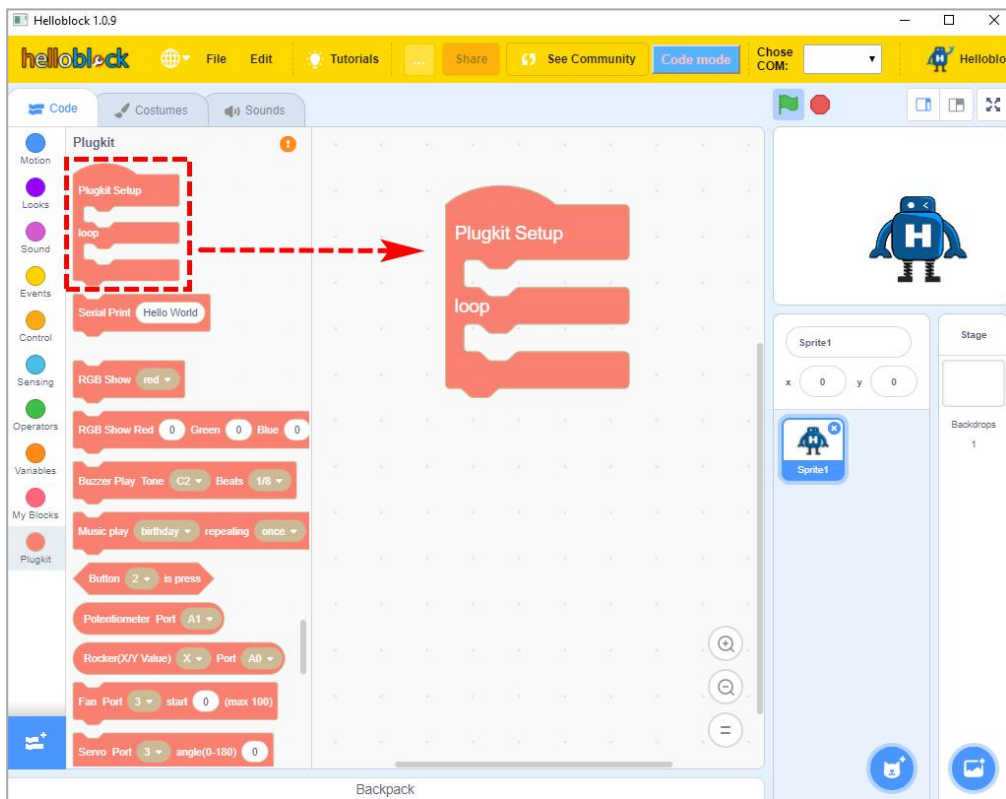 Helloblock 1.0.9
helloblock File Edit Tutorials ... Share See Community Code mode Chose COM: Helloblo
Code Costumes Sounds
Motion
Looks
Sound
Events
Control
Sensing
Operators
Variables
My Blocks
Plugkit
Plugkit
Plugkit Setup
loop
Serial Print Hello World
RGB Show red
RGB Show Red 0 Green 0 Blue 0
Buzzer Play Tone C2 Beats 1/8
Music play birthday repeating once
Button 2 is press
Potentiometer Port A1
Rocker(X/Y Value) X Port A0
Fan Port 3 start 0 (max 100)
Servo Port 3 angle(0-180) 0
Plugkit Setup
loop
H
Sprite1
x 0 y 0
H
Sprite1
Stage
Backdrops
1
Backpack